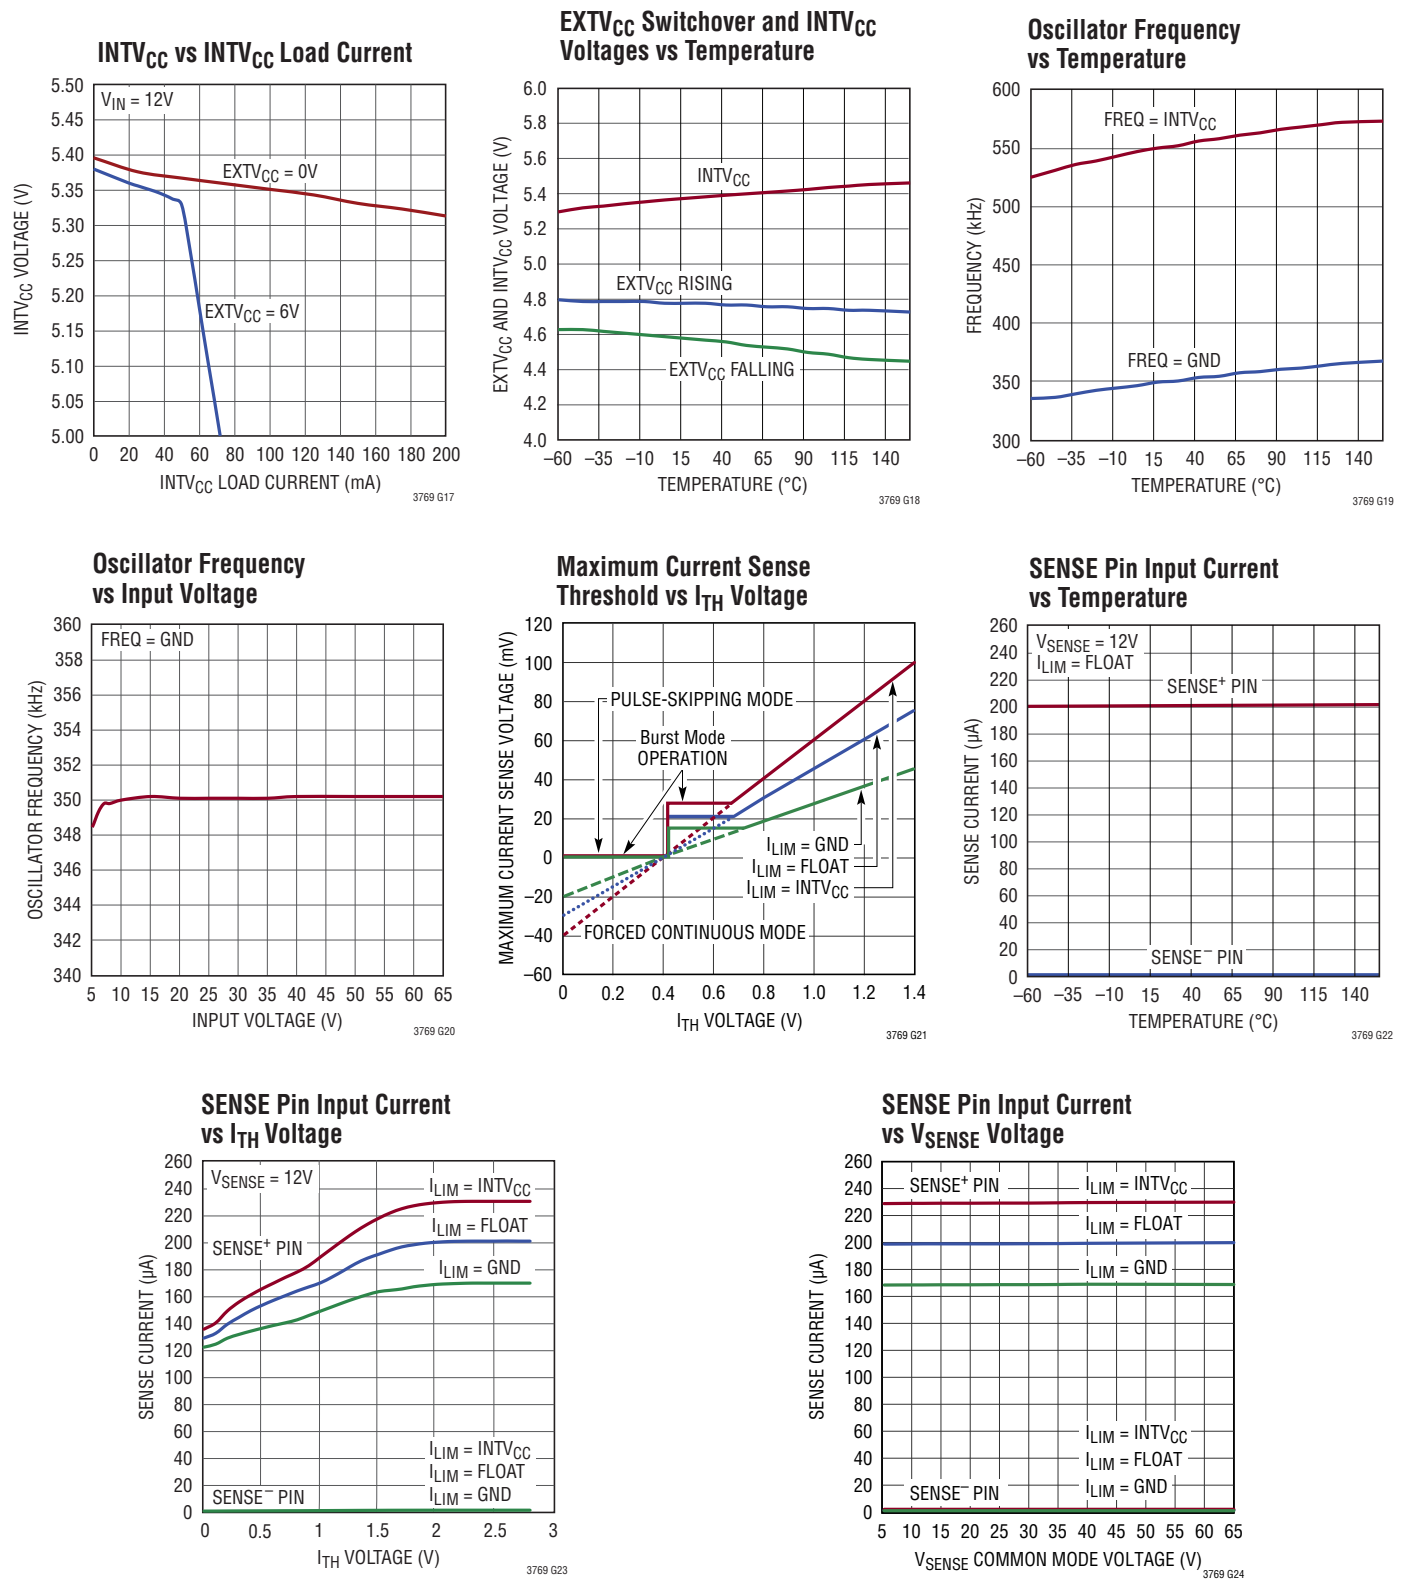 INTVCC vs INTVCC Load Current
5.50
5.45
5.40
5.35
5.30
5.25
5.20
5.15
5.10
5.05
5.00
INTVCC VOLTAGE (V)
VIN = 12V
EXTVCC = 0V
EXTVCC = 6V
0 20 40 60 80 100 120 140 160 180 200
INTVCC LOAD CURRENT (mA)
3769 G17
EXTVCC Switchover and INTVCC
Voltages vs Temperature
6.0
5.8
5.6
5.4
5.2
5.0
4.8
4.6
4.4
4.2
4.0
EXTVCC AND INTVCC VOLTAGE (V)
INTVCC
EXTVCC RISING
EXTVCC FALLING
–60 –35 –10 15 40 65 90 115 140
TEMPERATURE (°C)
3769 G18
Oscillator Frequency
vs Temperature
600
550
500
450
400
350
300
FREQUENCY (kHz)
FREQ = INTVCC
FREQ = GND
–60 –35 –10 15 40 65 90 115 140
TEMPERATURE (°C)
3769 G19
Oscillator Frequency
vs Input Voltage
360
358
356
354
352
350
348
346
344
342
340
OSCILLATOR FREQUENCY (kHz)
FREQ = GND
5 10 15 20 25 30 35 40 45 50 55 60 65
INPUT VOLTAGE (V)
3769 G20
Maximum Current Sense
Threshold vs ITH Voltage
120
100
80
60
40
20
0
–20
–40
–60
MAXIMUM CURRENT SENSE VOLTAGE (mV)
PULSE-SKIPPING MODE
Burst Mode
OPERATION
ILIM = GND
ILIM = FLOAT
ILIM = INTVCC
FORCED CONTINUOUS MODE
0 0.2 0.4 0.6 0.8 1.0 1.2 1.4
ITH VOLTAGE (V)
3769 G21
SENSE Pin Input Current
vs Temperature
260
240
220
200
180
160
140
120
100
80
60
40
20
0
SENSE CURRENT (µA)
VSENSE = 12V
ILIM = FLOAT
SENSE+ PIN
SENSE– PIN
–60 –35 –10 15 40 65 90 115 140
TEMPERATURE (°C)
3769 G22
SENSE Pin Input Current
vs ITH Voltage
260
240
220
200
180
160
140
120
100
80
60
40
20
0
SENSE CURRENT (µA)
VSENSE = 12V
ILIM = INTVCC
ILIM = FLOAT
SENSE+ PIN
ILIM = GND
ILIM = INTVCC
ILIM = FLOAT
ILIM = GND
SENSE– PIN
0 0.5 1 1.5 2 2.5 3
ITH VOLTAGE (V)
3769 G23
SENSE Pin Input Current
vs VSENSE Voltage
260
240
220
200
180
160
140
120
100
80
60
40
20
0
SENSE CURRENT (µA)
SENSE+ PIN
ILIM = INTVCC
ILIM = FLOAT
ILIM = GND
ILIM = INTVCC
ILIM = FLOAT
ILIM = GND
SENSE– PIN
5 10 15 20 25 30 35 40 45 50 55 60 65
VSENSE COMMON MODE VOLTAGE (V)
3769 G24